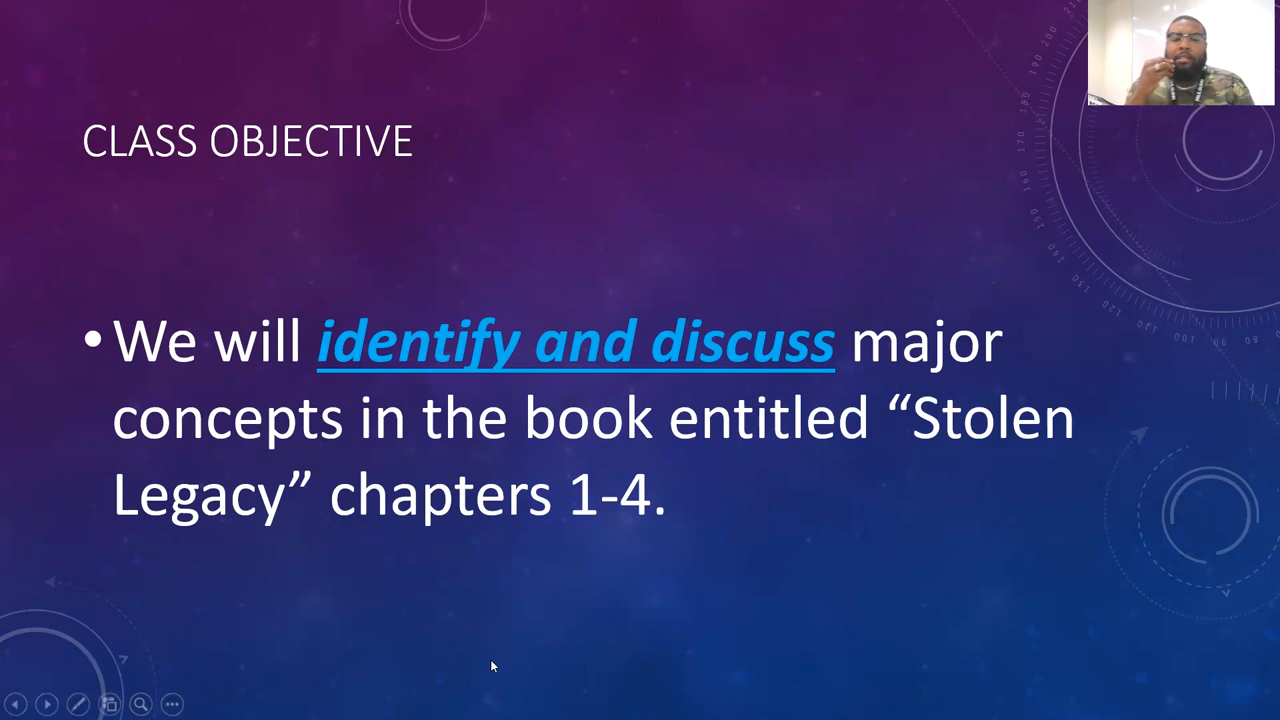 CLASS OBJECTIVE
• We will identify and discuss major
concepts in the book entitled “Stolen
Legacy” chapters 1-4.